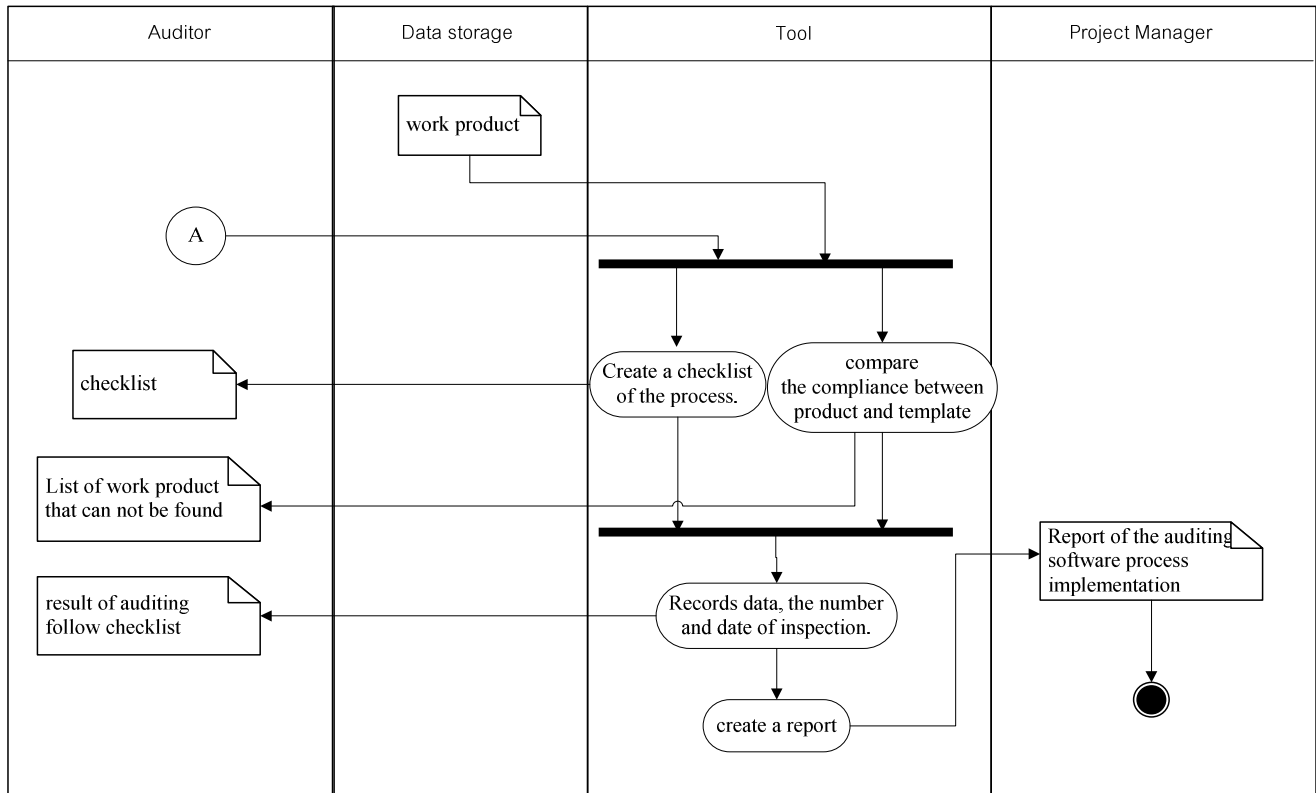 Auditor
Data storage
Tool
Project Manager
work product
A
Create a checklist
of the process.
compare
the compliance between
product and template
checklist
List of work product
that can not be found
Report of the auditing
software process
implementation
result of auditing
follow checklist
Records data, the number
and date of inspection.
create a report